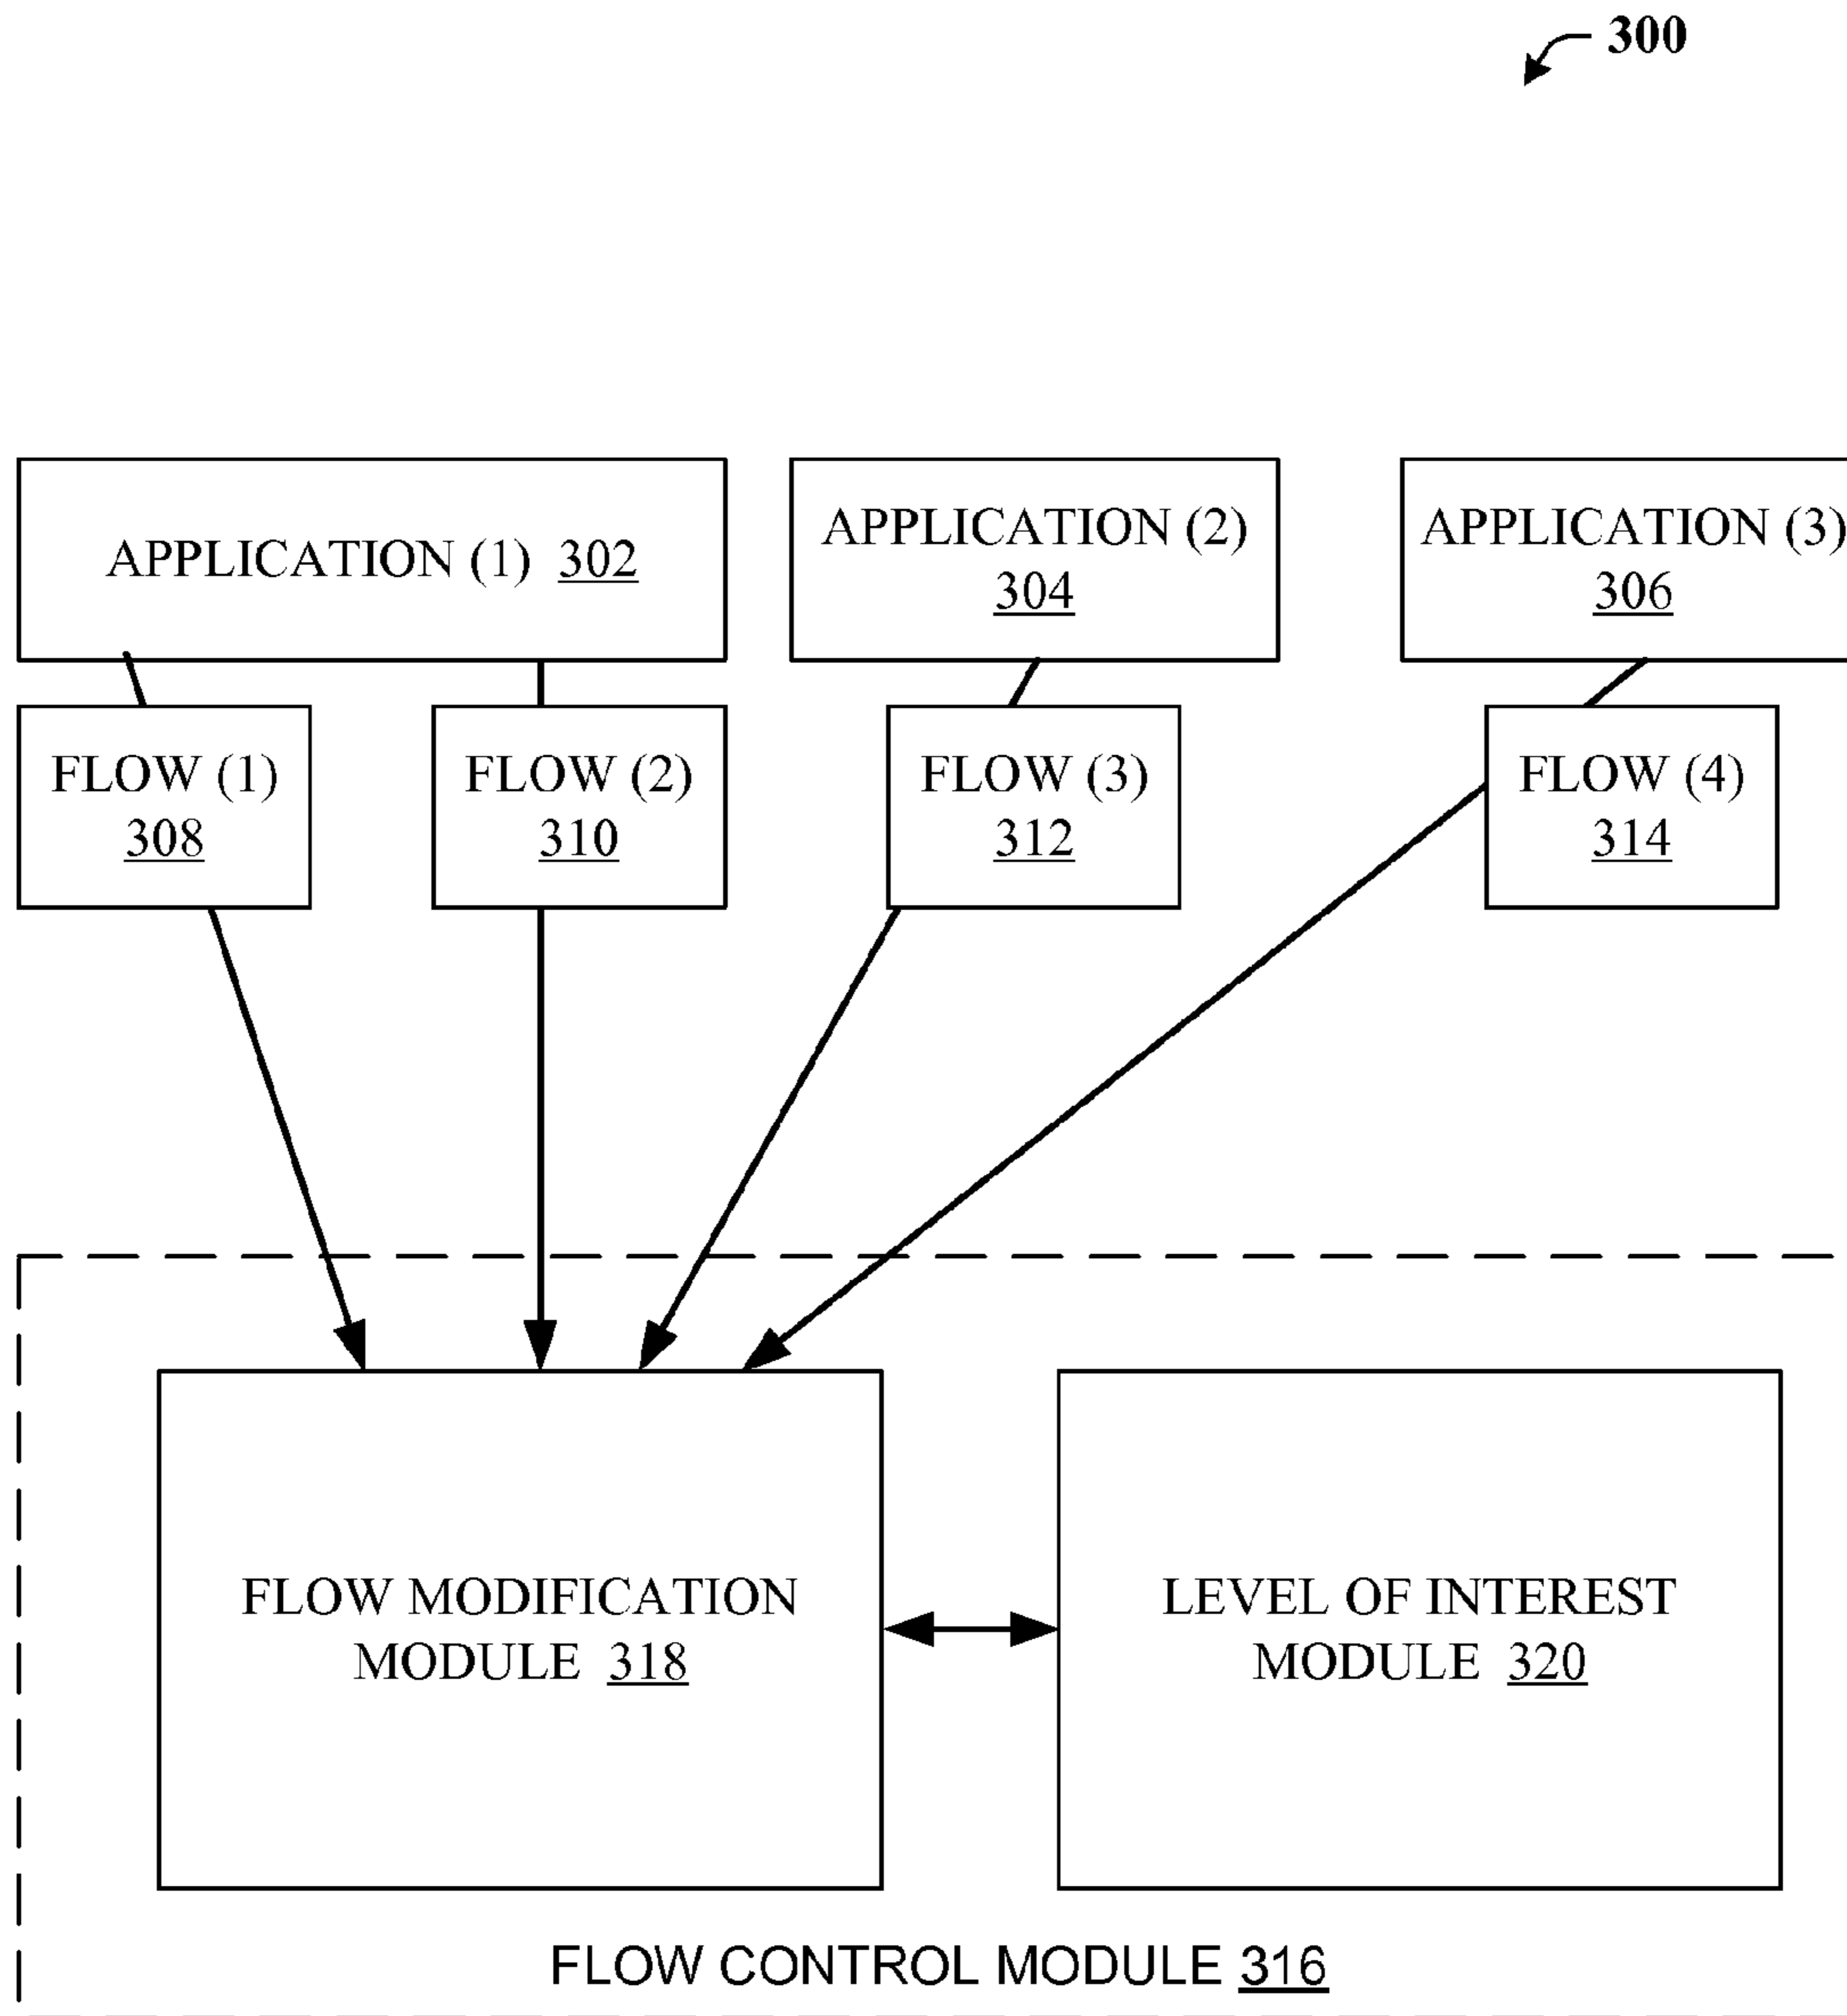 300
APPLICATION (1) 302
APPLICATION (2)
304
APPLICATION (3)
306
FLOW (1)
308
FLOW (2)
310
FLOW (3)
312
FLOW (4)
314
FLOW MODIFICATION
MODULE 318
LEVEL OF INTEREST
MODULE 320
FLOW CONTROL MODULE 316